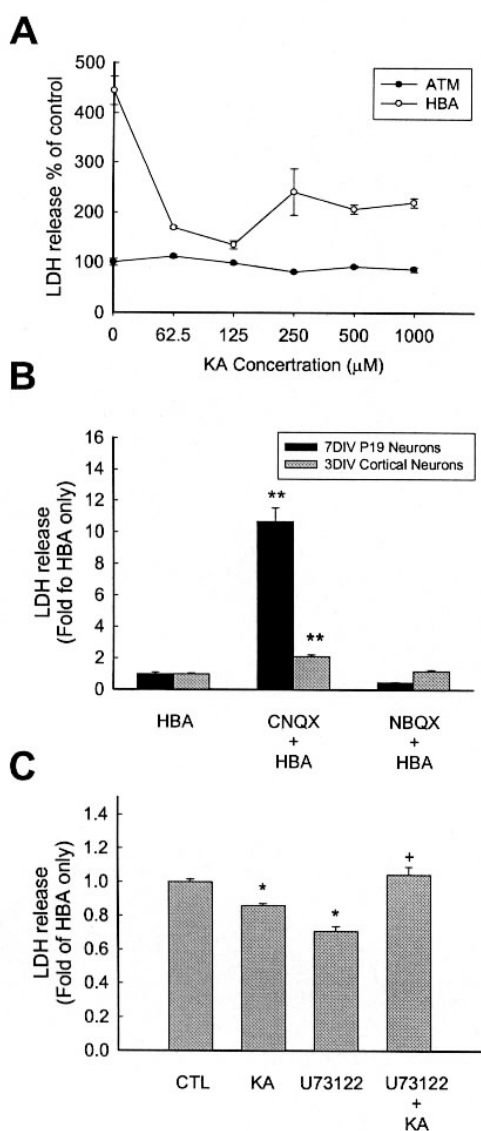 A
LDH release % of control
500
400
300
200
100
0
ATM
HBA
0 62.5 125 250 500 1000
KA Concertration (μM)
B
LDH release
(Fold fo HBA only)
16
14
12
10
8
6
4
2
0
7DIV P19 Neurons
3DIV Cortical Neurons
**
**
HBA CNQX NBQX
+ +
HBA HBA
C
LDH release
(Fold of HBA only)
1.4
1.2
1.0
0.8
0.6
0.4
0.2
0.0
* * +
CTL KA U73122 U73122
+
KA